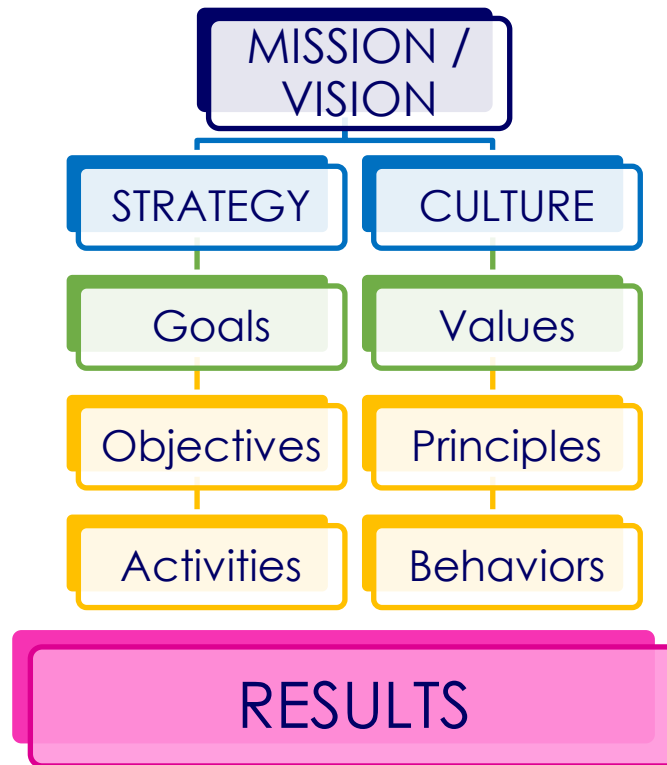 MISSION /
VISION
STRATEGY
CULTURE
Goals
Values
Objectives
Principles
Activities
Behaviors
RESULTS